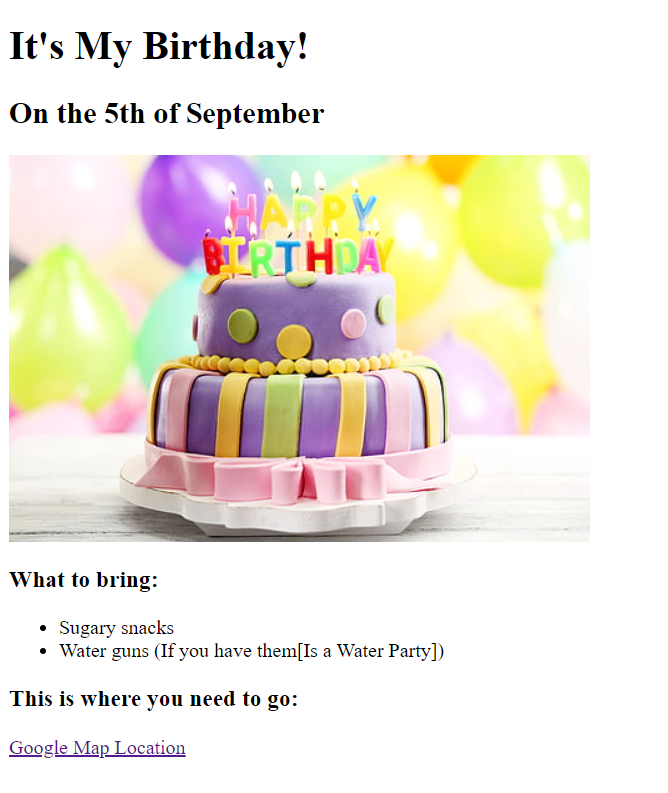 It's My Birthday!
On the 5th of September
HAPPY
BIRTHDAY
What to bring:
Sugary snacks
Water guns (If you have them[Is a Water Party])
This is where you need to go:
Google Map Location